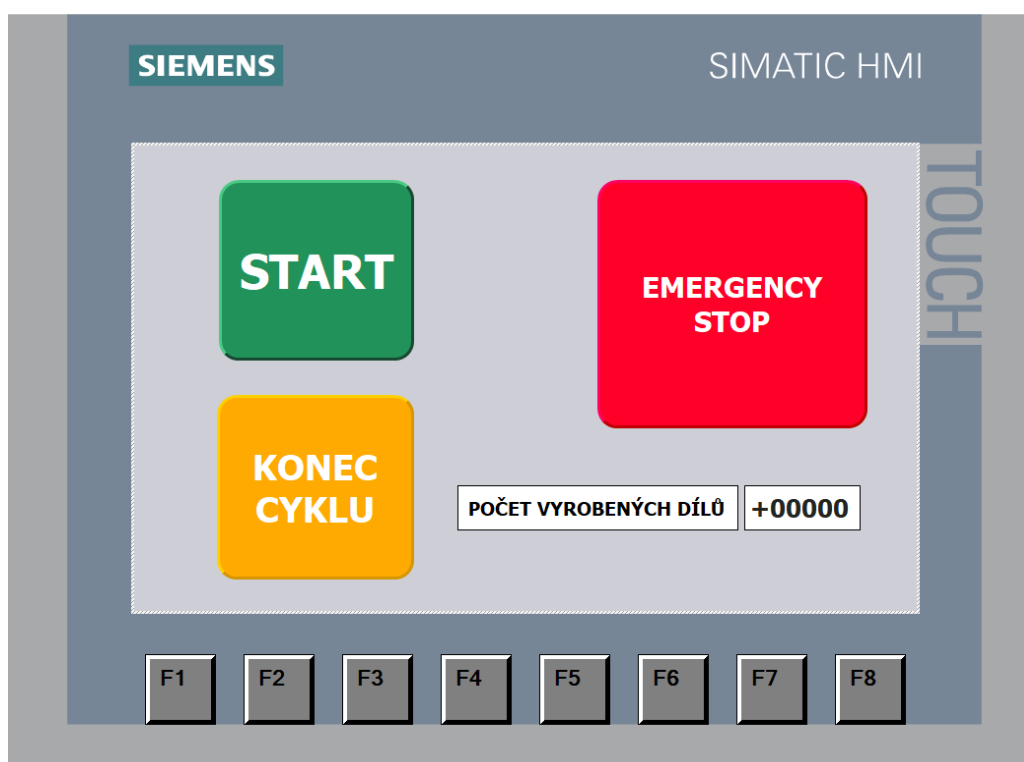 SIEMENS
SIMATIC HMI
TOUCH
START
EMERGENCY
STOP
KONEC
CYKLU
POČET VYROBENÝCH DÍLŮ
+00000
F1
F2
F3
F4
F5
F6
F7
F8